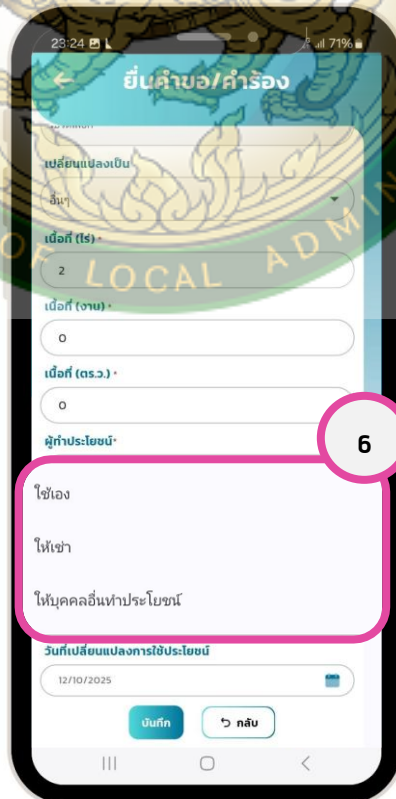 23:24
71%
ยื่นคำขอ/คำร้อง
เปลี่ยนแปลงเป็น
อื่นๆ
เนื้อที่ (ไร่) *
2
OF LOCAL ADMIN
เนื้อที่ (งาน) *
0
เนื้อที่ (ตร.ว.) *
0
ผู้ทำประโยชน์*
6
ใช้เอง
ให้เช่า
ให้บุคคลอื่นทำประโยชน์
วันที่เปลี่ยนแปลงการใช้ประโยชน์
12/10/2025
บันทึก
กลับ